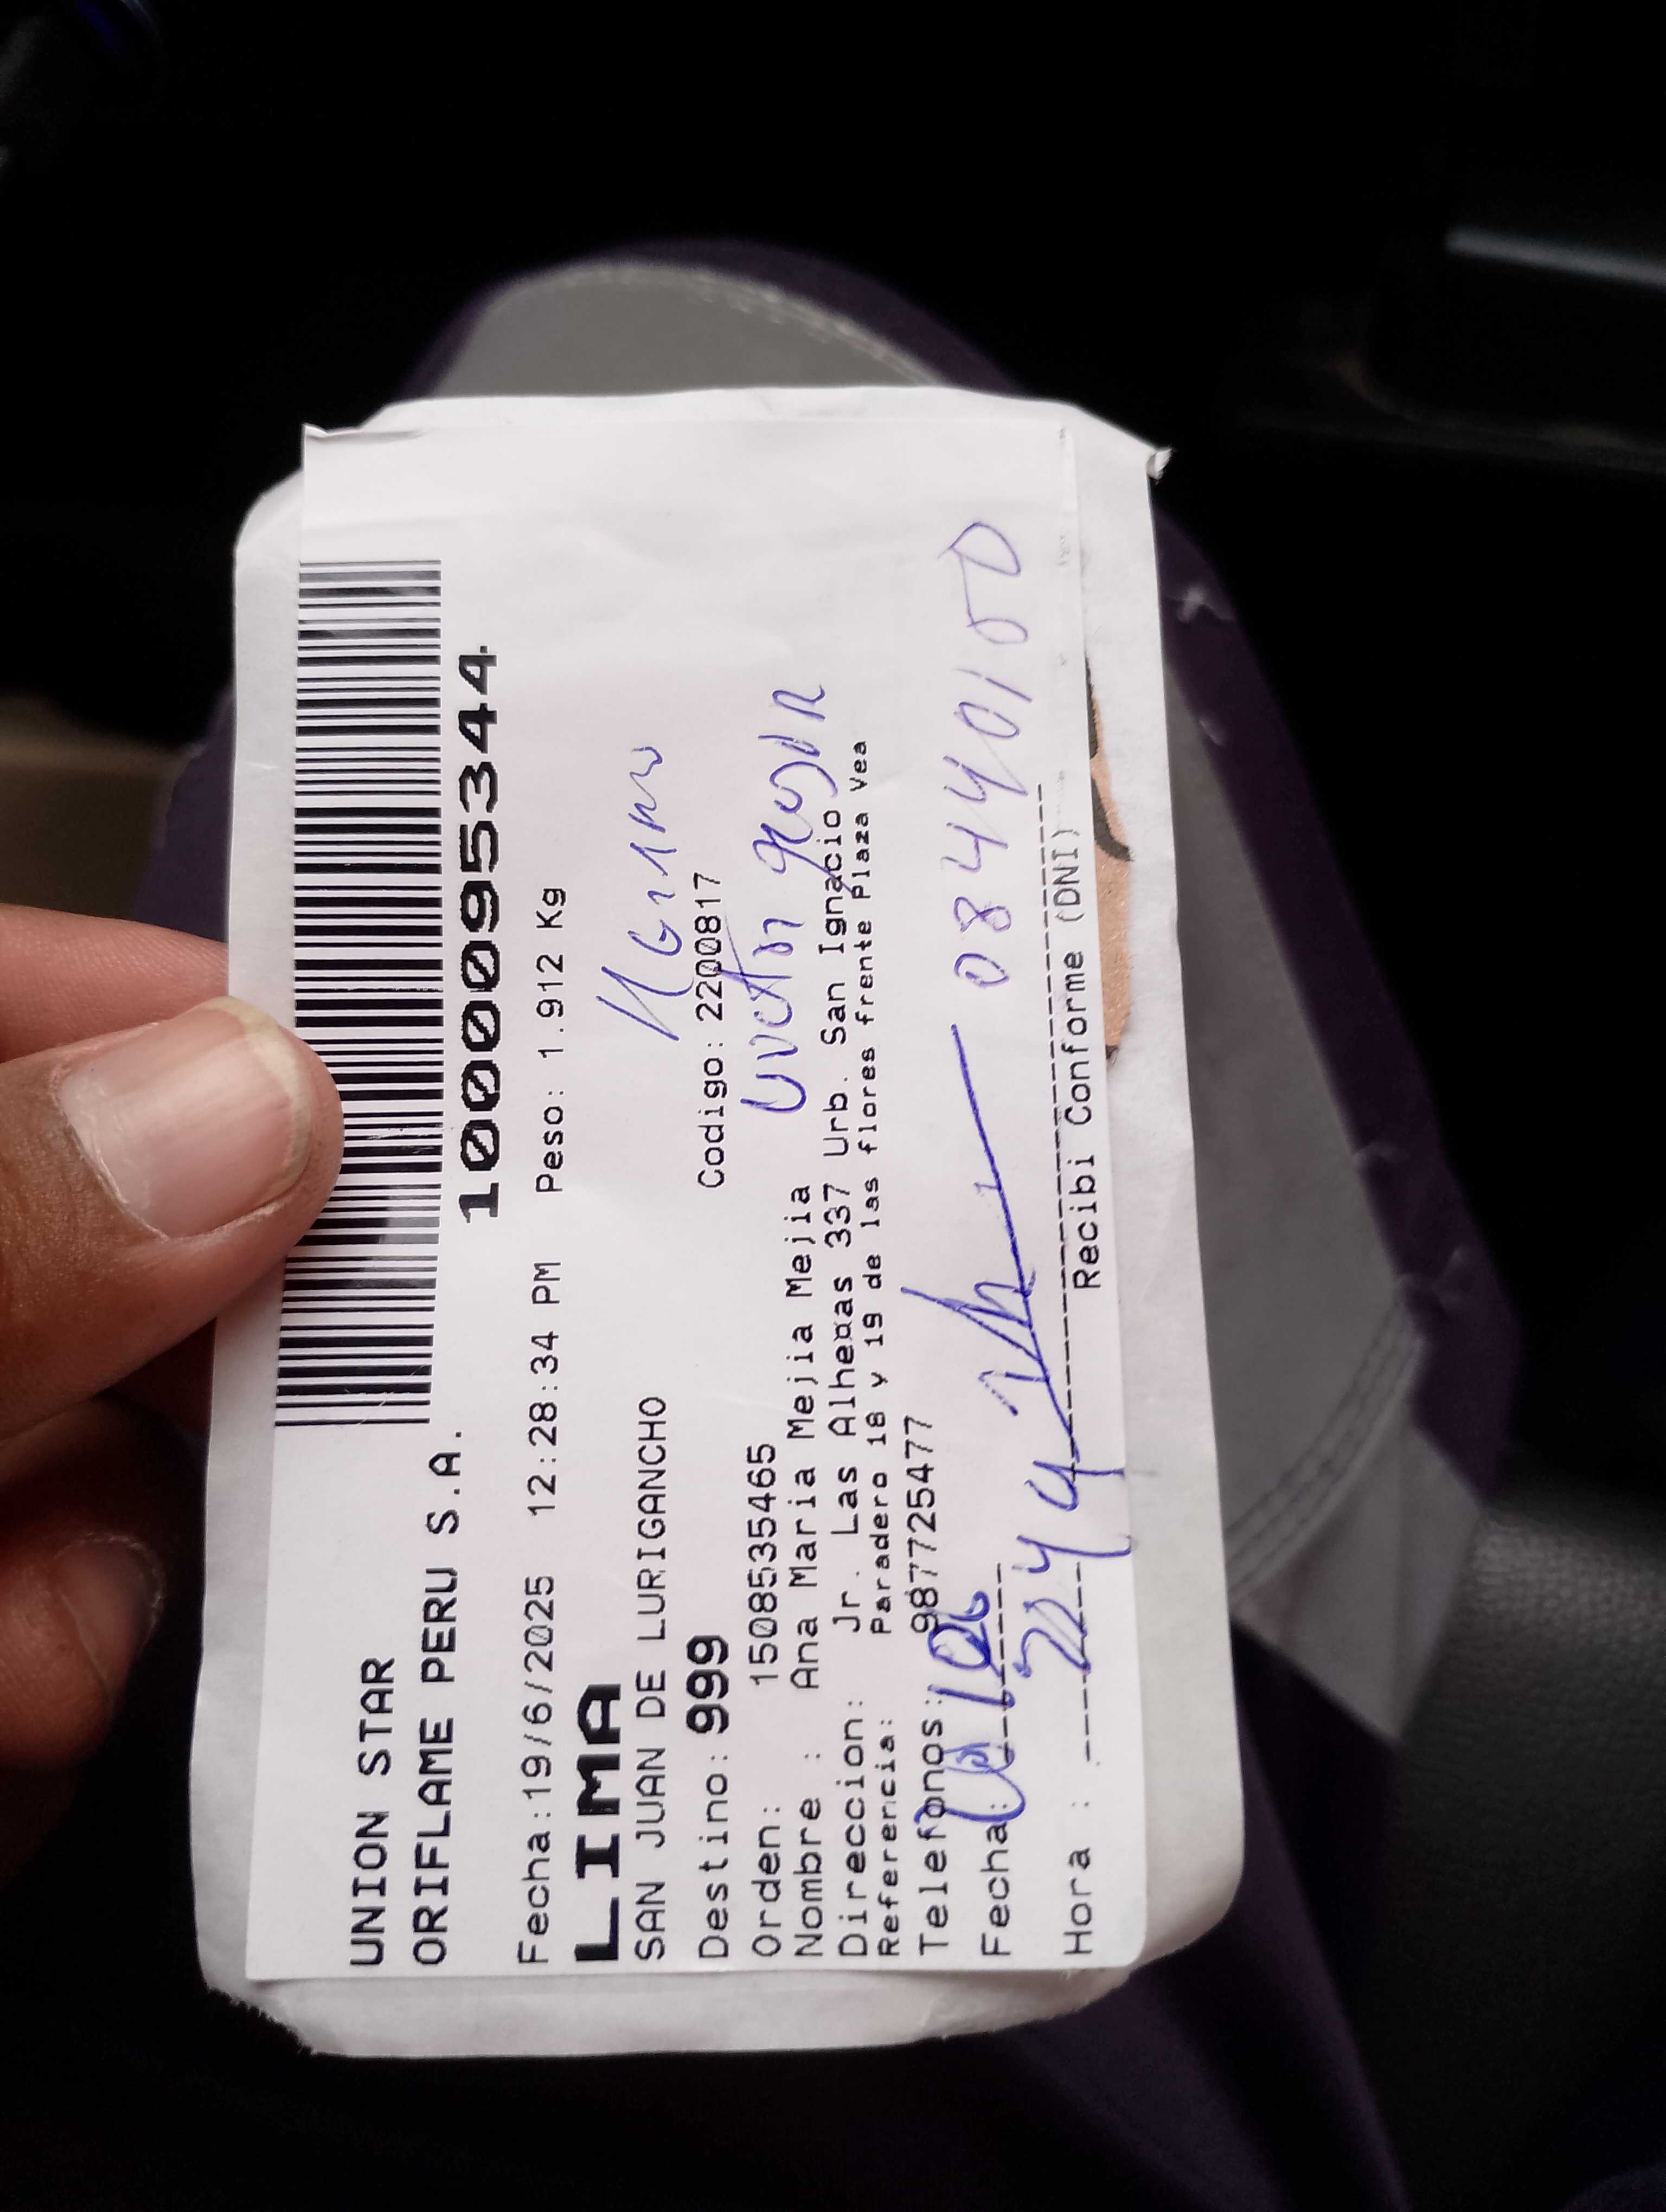 UNION STAR
ORIFLAME PERU S.A.
1000095344
Fecha:19/6/2025 12:28:34 PM Peso: 1.912 Kg
LIMA
SAN JUAN DE LURIGANCHO
Destino: 999 Codigo: 2200817
Orden: 1508535465
Nombre : Ana Maria Mejia Mejia
Direccion: Jr. Las Alhenas 337 Urb. San Ignacio
Referencia: Paradero 18 y 19 de las flores frente Plaza Vea
Telefonos: 987725477
08440150
Fecha:
Hora :
Recibi Conforme (DNI)